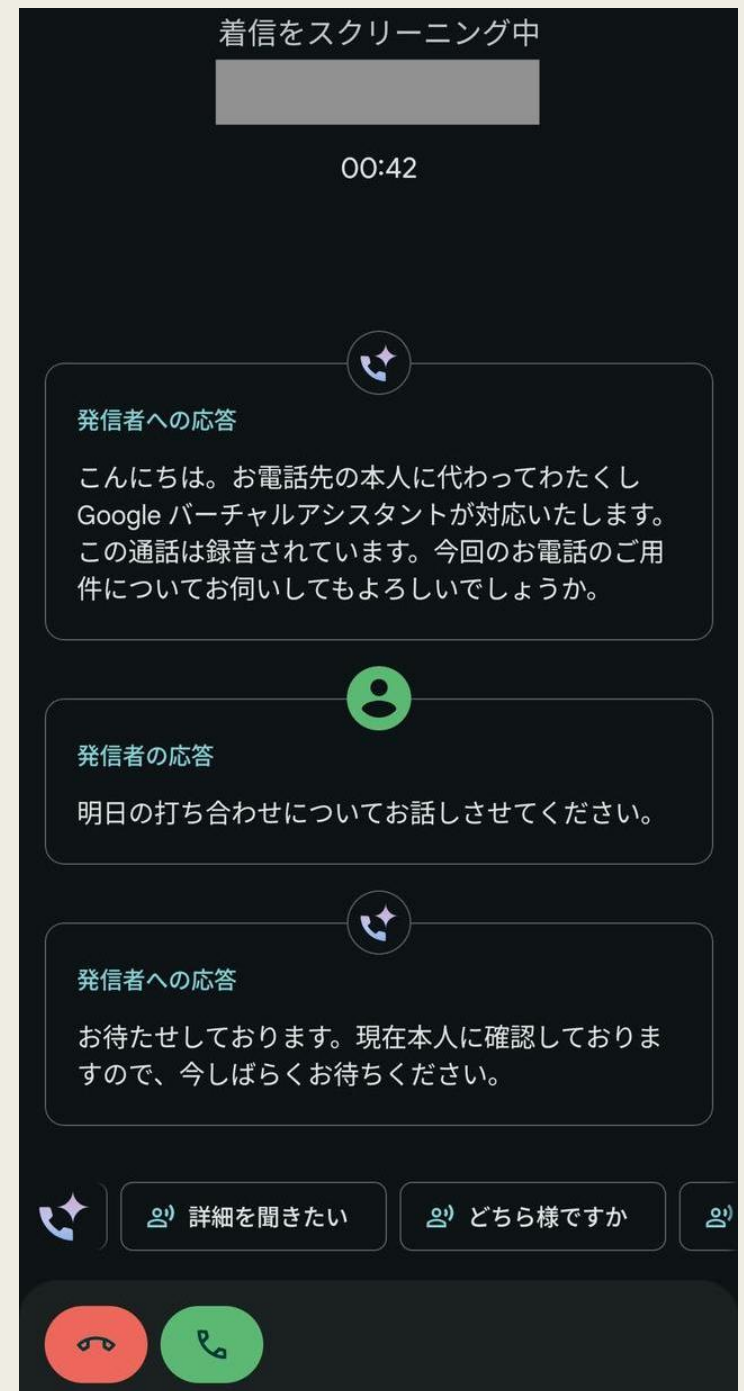 着信をスクリーニング中
00:42
発信者への応答
こんにちは。お電話先の本人に代わってわたくし
Google バーチャルアシスタントが対応いたします。
この通話は録音されています。今回のお電話のご用
件についてお伺いしてもよろしいでしょうか。
発信者の応答
明日の打ち合わせについてお話しさせてください。
発信者への応答
お待たせしております。現在本人に確認しておりま
すので、今しばらくお待ちください。
詳細を聞きたい
どちら様ですか